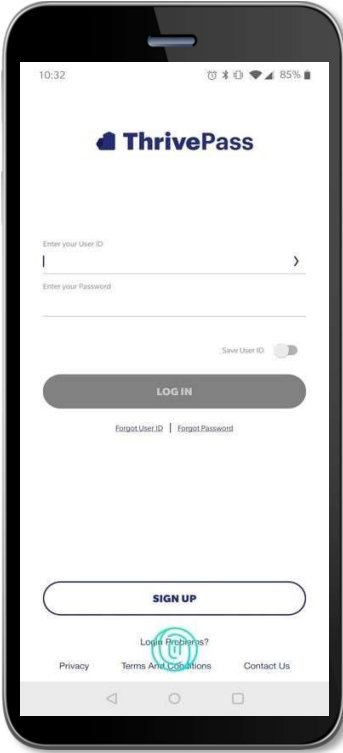 10:32 85%
ThrivePass
Enter your User ID
Enter your Password
Save User ID
LOG IN
Forgot User ID | Forgot Password
SIGN UP
Login Problems?
Privacy Terms And Conditions Contact Us